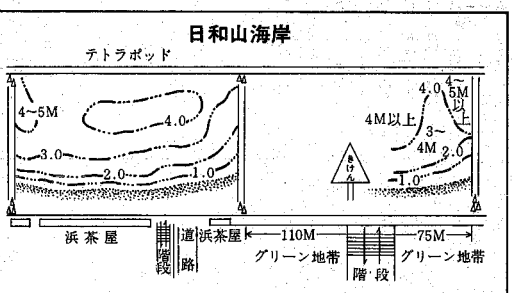 日和山海岸
テトラポッド
4~5M
4.0
3.0
2.0
1.0
4.0
4~5M以上
4M以上
3~4M
2.0
1.0
きけん
浜茶屋
階段
道路
浜茶屋
110M
75M
グリーン地帯
階段
グリーン地帯